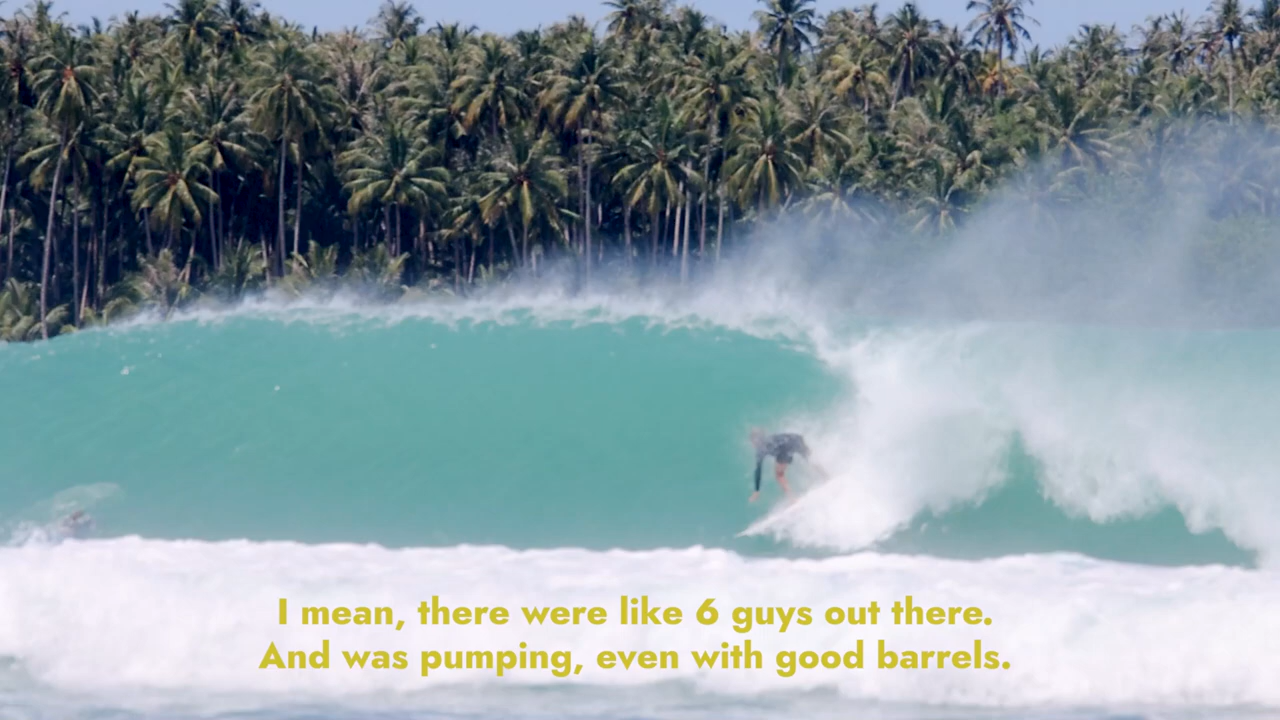 I mean, there were like 6 guys out there.
And was pumping, even with good barrels.